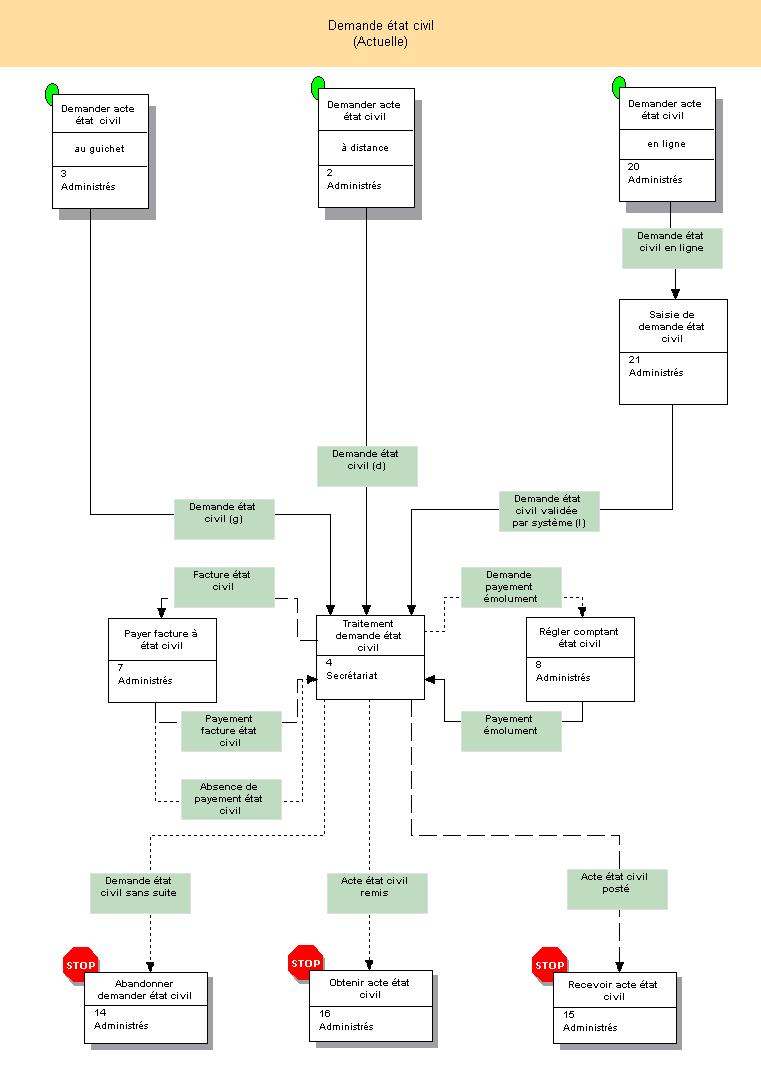 Demande état civil
(Actuelle)
Demander acte
état civil
au guichet
3
Administrés
Demander acte
état civil
à distance
2
Administrés
Demander acte
état civil
en ligne
20
Administrés
Demande état
civil en ligne
Saisie de
demande état
civil
21
Administrés
Demande état
civil (d)
Demande état
civil (g)
Demande état
civil validée
par système (l)
Facture état
civil
Demande
payement
émolument
Payer facture à
état civil
7
Administrés
Traitement
demande état
civil
4
Secrétariat
Régler comptant
état civil
8
Administrés
Payement
facture état
civil
Payement
émolument
Absence de
payement état
civil
Demande état
civil sans suite
Acte état civil
remis
Acte état civil
posté
STOP
Abandonner
demander état civil
14
Administrés
STOP
Obtenir acte état
civil
16
Administrés
STOP
Recevoir acte état
civil
15
Administrés